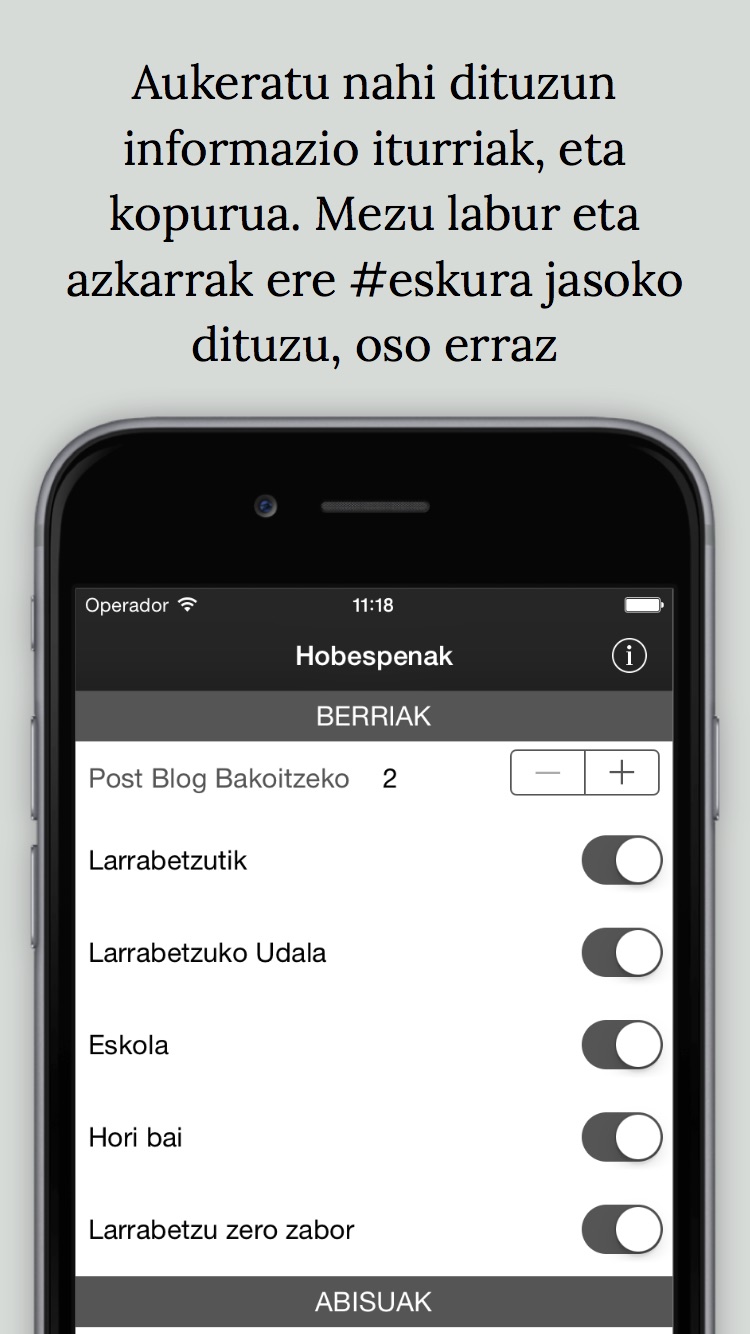 Aukeratu nahi dituzun
informazio iturriak, eta
kopurua. Mezu labur eta
azkarrak ere #eskura jasoko
dituzu, oso erraz
Operador 11:18
Hobespenak
BERRIAK
Post Blog Bakoitzeko 2
Larrabetzutik
Larrabetzuko Udala
Eskola
Hori bai
Larrabetzu zero zabor
ABISUAK